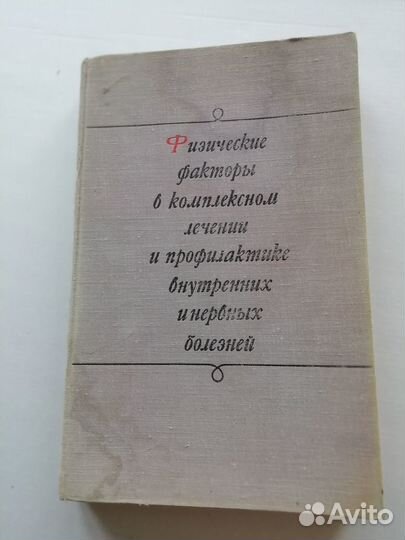 Физические
факторы
в комплексном
лечении
и профилактике
внутренних
и нервных
болезней
Avito